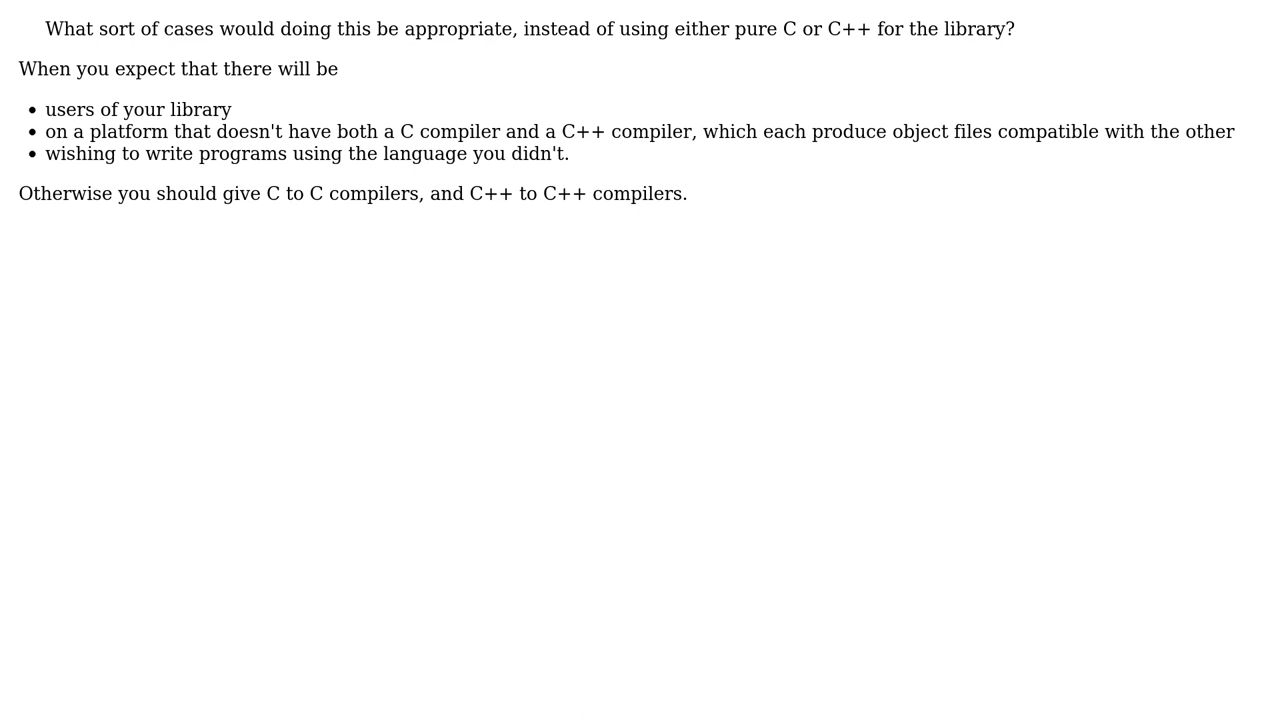 What sort of cases would doing this be appropriate, instead of using either pure C or C++ for the library?
When you expect that there will be
• users of your library
• on a platform that doesn't have both a C compiler and a C++ compiler, which each produce object files compatible with the other
• wishing to write programs using the language you didn't.
Otherwise you should give C to C compilers, and C++ to C++ compilers.